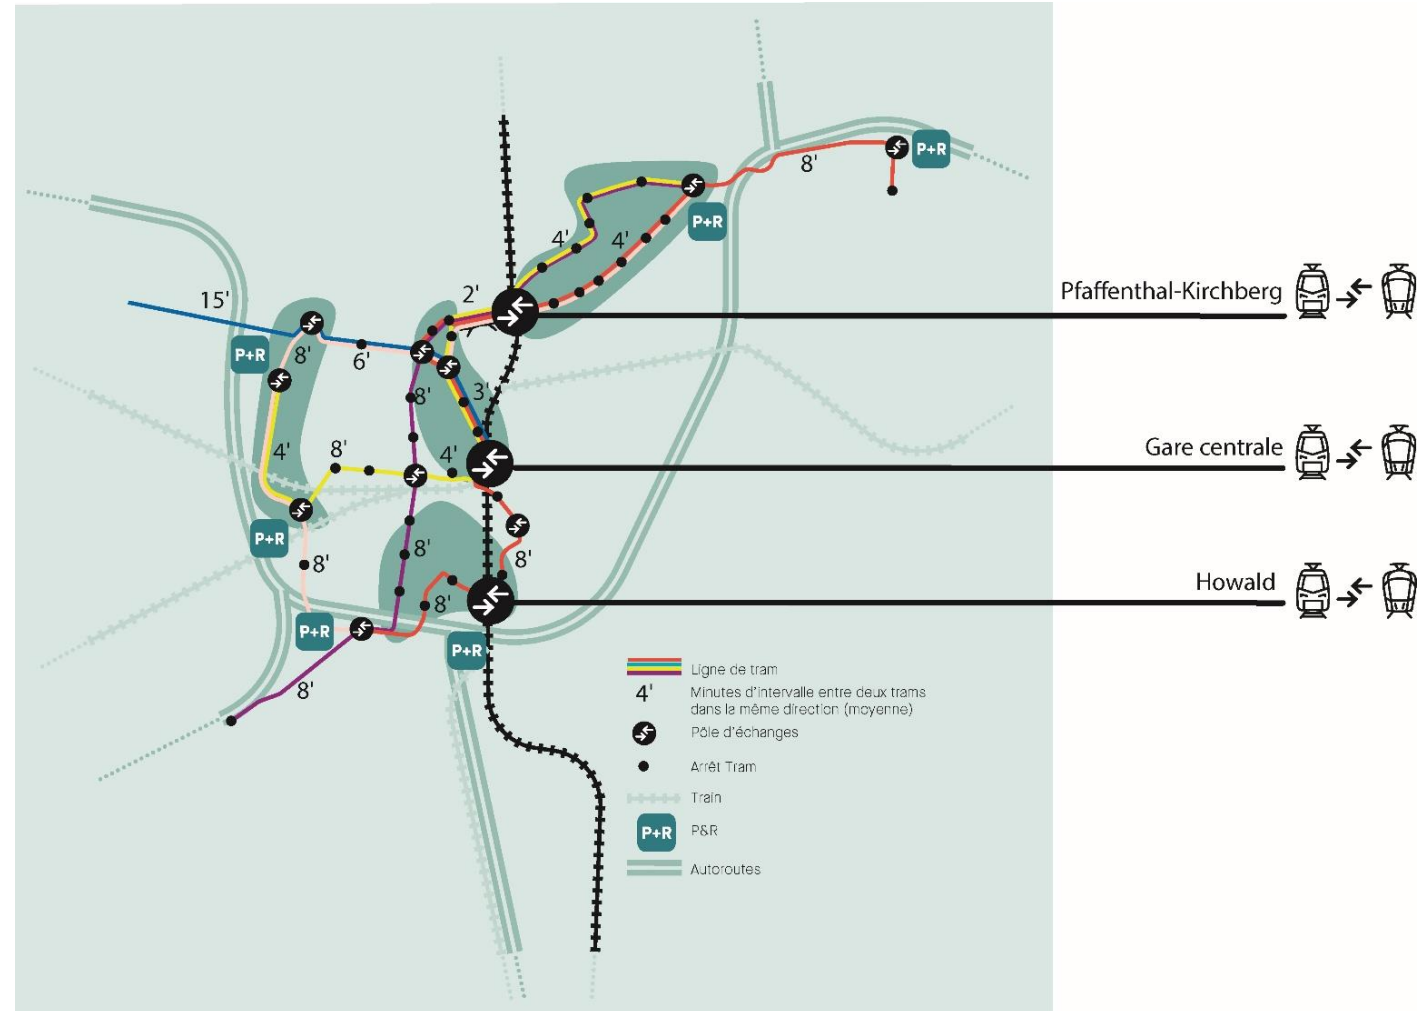 8'
P+R
P+R
4'
4'
Pfaffenthal-Kirchberg
2'
15'
P+R
8'
6'
8'
3'
Gare centrale
4'
8'
4'
P+R
8'
8'
8'
Howald
8'
P+R
P+R
8'
Ligne de tram
4' Minutes d'intervalle entre deux trams
dans la même direction (moyenne)
Pôle d'échanges
Arrêt Tram
Train
P+R P&R
Autoroutes